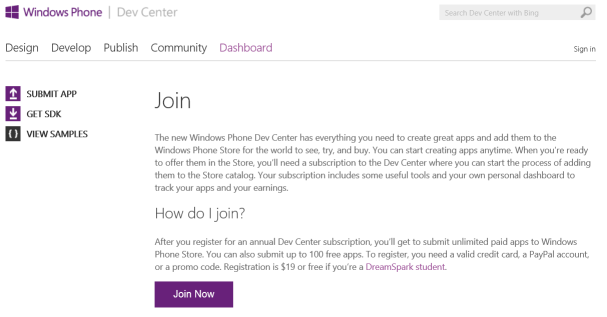 Windows Phone | Dev Center
Search Dev Center with Bing
Design Develop Publish Community Dashboard
Sign in
SUBMIT APP
GET SDK
VIEW SAMPLES
Join
The new Windows Phone Dev Center has everything you need to create great apps and add them to the
Windows Phone Store for the world to see, try, and buy. You can start creating apps anytime. When you're ready
to offer them in the Store, you'll need a subscription to the Dev Center where you can start the process of adding
them to the Store catalog. Your subscription includes some useful tools and your own personal dashboard to
track your apps and your earnings.
How do I join?
After you register for an annual Dev Center subscription, you'll get to submit unlimited paid apps to Windows
Phone Store. You can also submit up to 100 free apps. To register, you need a valid credit card, a PayPal account,
or a promo code. Registration is $19 or free if you're a DreamSpark student.
Join Now